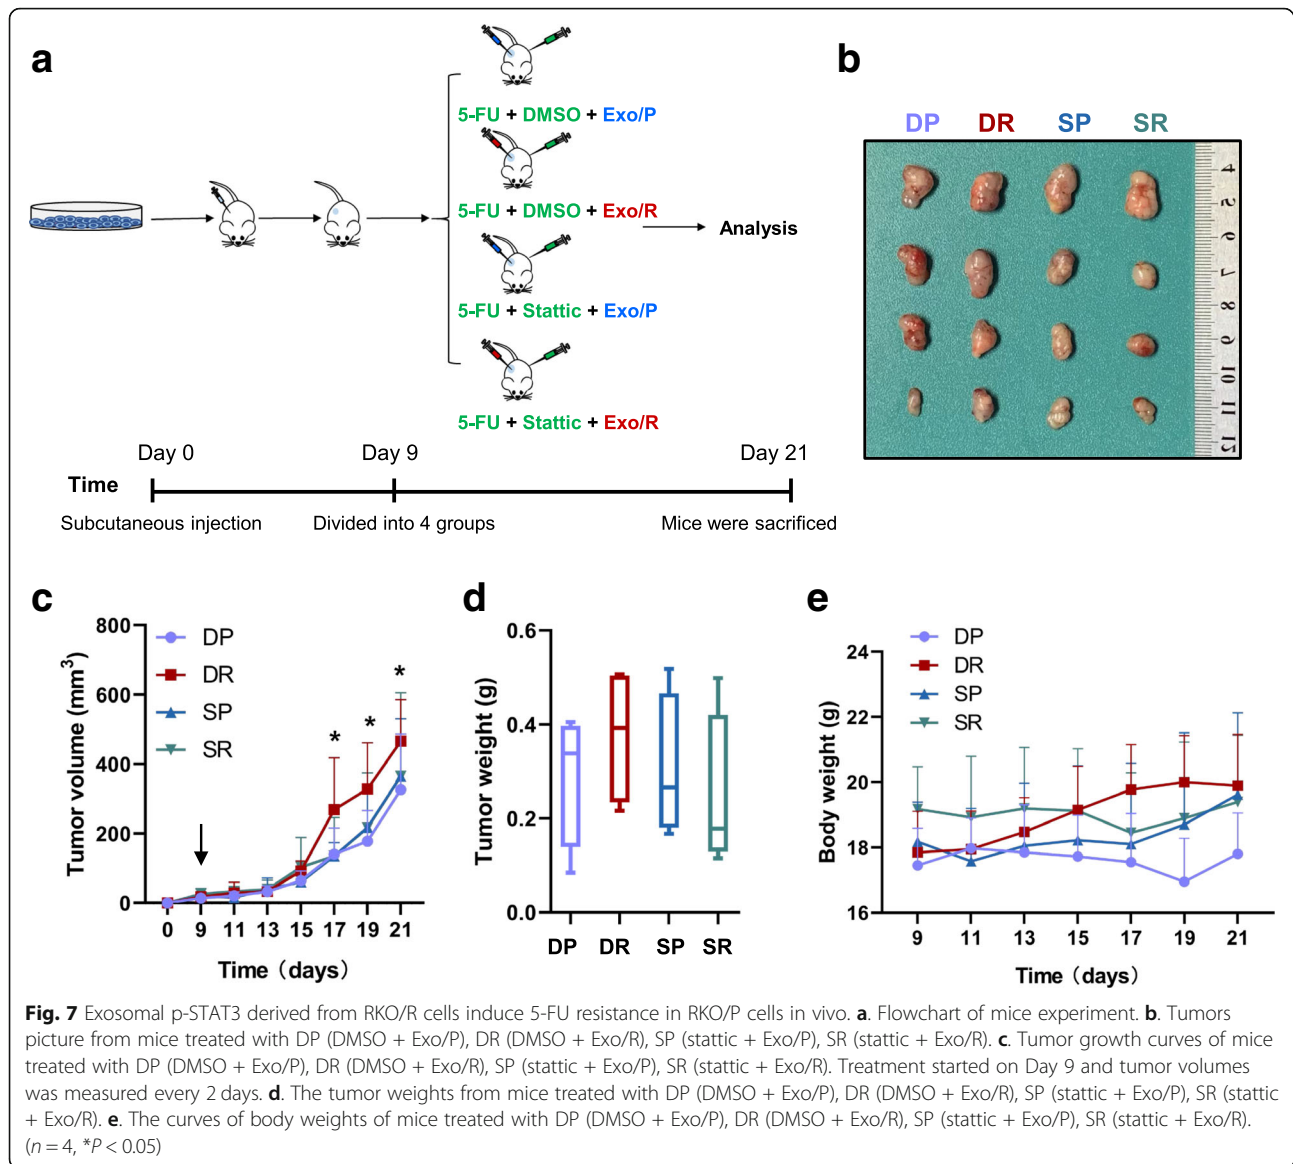 a
5-FU + DMSO + Exo/P
5-FU + DMSO + Exo/R
Analysis
5-FU + Stattic + Exo/P
5-FU + Stattic + Exo/R
Day 0
Day 9
Day 21
Time
Subcutaneous injection
Divided into 4 groups
Mice were sacrificed
b
DP DR SP SR
4
5
6
7
8
9
10
11
12
c
DP
DR
SP
SR
Tumor volume (mm³)
800
600
400
200
0
* * *
0 9 11 13 15 17 19 21
Time (days)
d
Tumor weight (g)
0.6
0.4
0.2
0.0
DP DR SP SR
e
DP
DR
SP
SR
Body weight (g)
24
22
20
18
16
9 11 13 15 17 19 21
Time (days)
Fig. 7 Exosomal p-STAT3 derived from RKO/R cells induce 5-FU resistance in RKO/P cells in vivo. a. Flowchart of mice experiment. b. Tumors
picture from mice treated with DP (DMSO + Exo/P), DR (DMSO + Exo/R), SP (stattic + Exo/P), SR (stattic + Exo/R). c. Tumor growth curves of mice
treated with DP (DMSO + Exo/P), DR (DMSO + Exo/R), SP (stattic + Exo/P), SR (stattic + Exo/R). Treatment started on Day 9 and tumor volumes
was measured every 2 days. d. The tumor weights from mice treated with DP (DMSO + Exo/P), DR (DMSO + Exo/R), SP (stattic + Exo/P), SR (stattic
+ Exo/R). e. The curves of body weights of mice treated with DP (DMSO + Exo/P), DR (DMSO + Exo/R), SP (stattic + Exo/P), SR (stattic + Exo/R).
(n = 4, *P < 0.05)